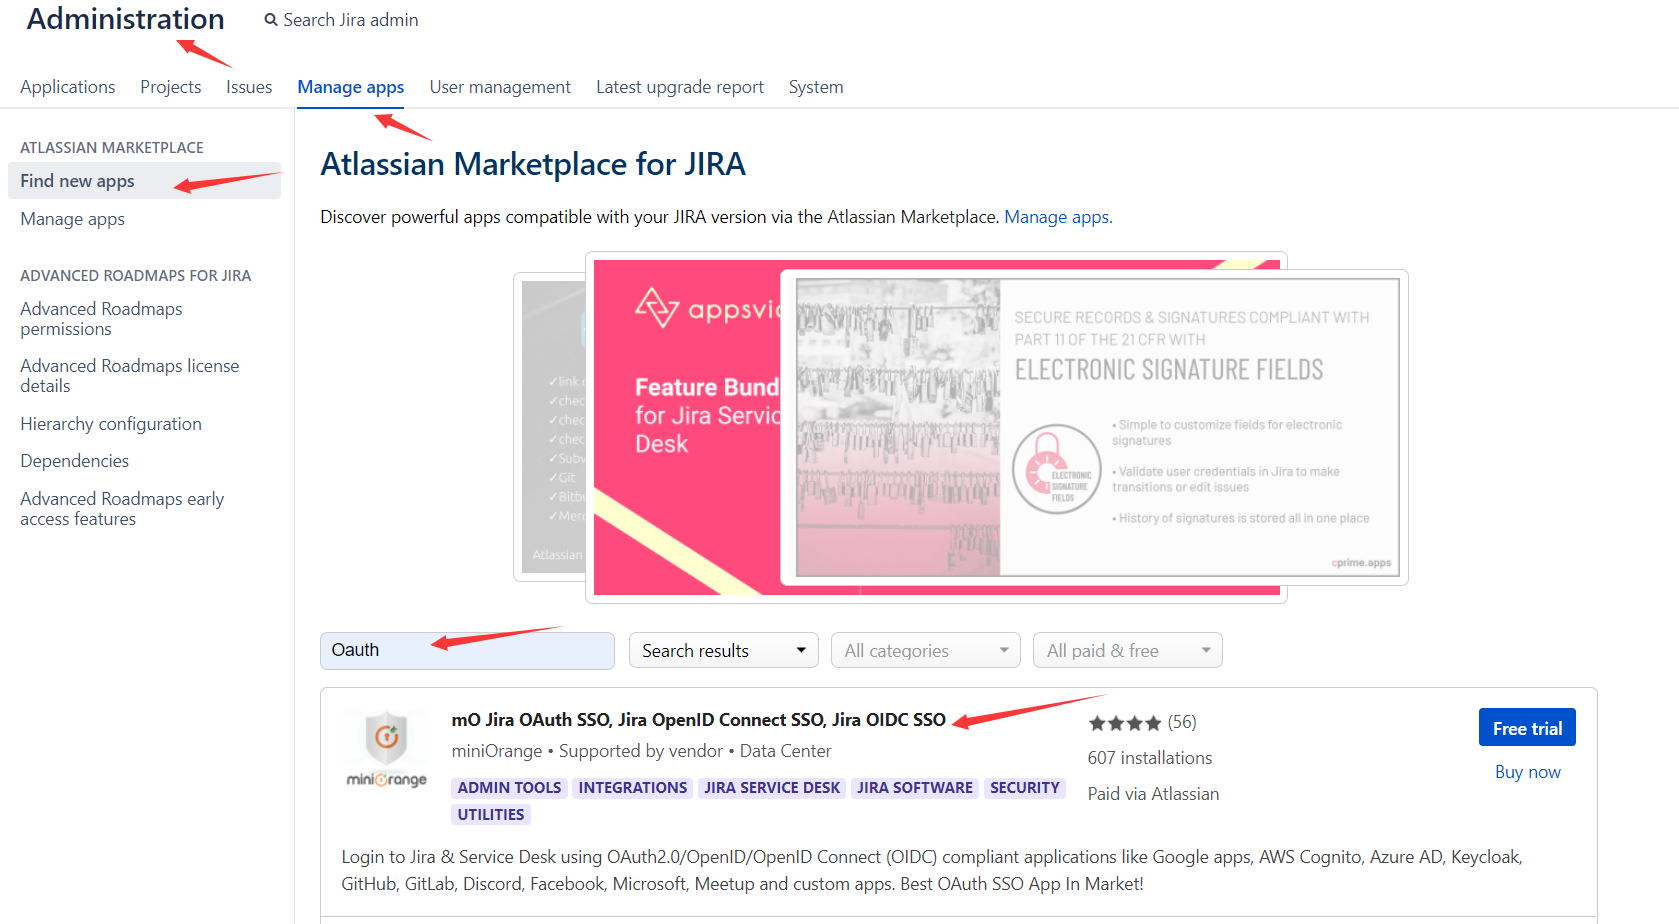 Administration
Search Jira admin
Applications Projects Issues Manage apps User management Latest upgrade report System
ATLASSIAN MARKETPLACE
Find new apps
Manage apps
ADVANCED ROADMAPS FOR JIRA
Advanced Roadmaps
permissions
Advanced Roadmaps license
details
Hierarchy configuration
Dependencies
Advanced Roadmaps early
access features
Atlassian Marketplace for JIRA
Discover powerful apps compatible with your JIRA version via the Atlassian Marketplace. Manage apps.
✓link
✓chec
✓chec
✓chec
✓Subv
✓Git
✓Bitb
✓Merc
Atlassian
appsvi
Feature Bund
for Jira Servic
Desk
SECURE RECORDS & SIGNATURES COMPLIANT WITH
PART 11 OF THE 21 CFR WITH
ELECTRONIC SIGNATURE FIELDS
ELECTRONIC
SIGNATURE
FIELDS
• Simple to customize fields for electronic
signatures
• Validate user credentials in Jira to make
transitions or edit issues
• History of signatures is stored all in one place
cprime.apps
Oauth
Search results
All categories
All paid & free
miniOrange
mO Jira OAuth SSO, Jira OpenID Connect SSO, Jira OIDC SSO
miniOrange • Supported by vendor • Data Center
ADMIN TOOLS INTEGRATIONS JIRA SERVICE DESK JIRA SOFTWARE SECURITY
UTILITIES
(56)
607 installations
Paid via Atlassian
Free trial
Buy now
Login to Jira & Service Desk using OAuth2.0/OpenID/OpenID Connect (OIDC) compliant applications like Google apps, AWS Cognito, Azure AD, Keycloak,
GitHub, GitLab, Discord, Facebook, Microsoft, Meetup and custom apps. Best OAuth SSO App In Market!